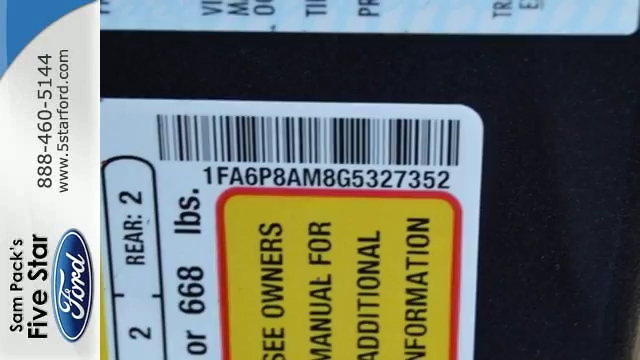 888-460-5144
www.5starford.com
Sam Pack's
Five Star
Ford
1FA6P8AM8G5327352
REAR: 2
2
or 668 lbs.
SEE OWNERS
MANUAL FOR
ADDITIONAL
INFORMATION